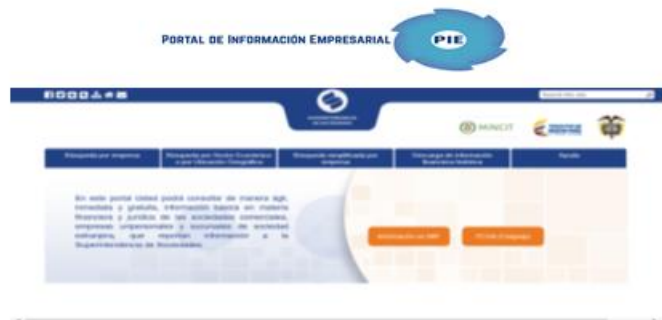 PORTAL DE INFORMACIÓN EMPRESARIAL
PIE
MINCIT
Búsqueda por empresa
Búsqueda por Sector Económico
o por Ubicación Geográfica
Búsqueda simplificada por
empresa
Descarga de información
financiera histórica
Ayuda
En este portal Usted podrá consultar de manera ágil,
inmediata y gratuita, información básica en materia
financiera y jurídica de las sociedades comerciales,
empresas unipersonales y sucursales de sociedad
extranjera, que reportan información a la
Superintendencia de Sociedades.